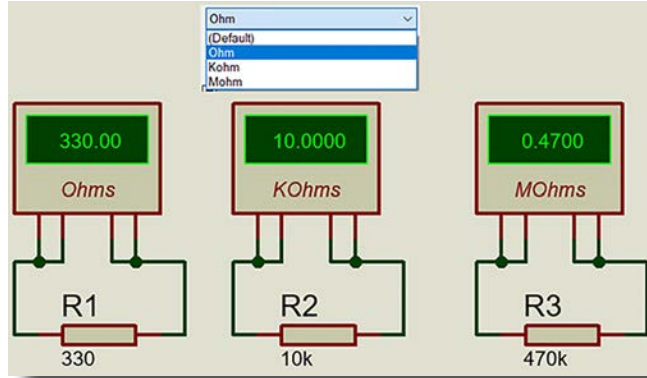 Ohm
(Default)
Ohm
Kohm
Mohm
330.00
10.0000
0.4700
Ohms
KOhms
MOhms
R1
R2
R3
330
10k
470k